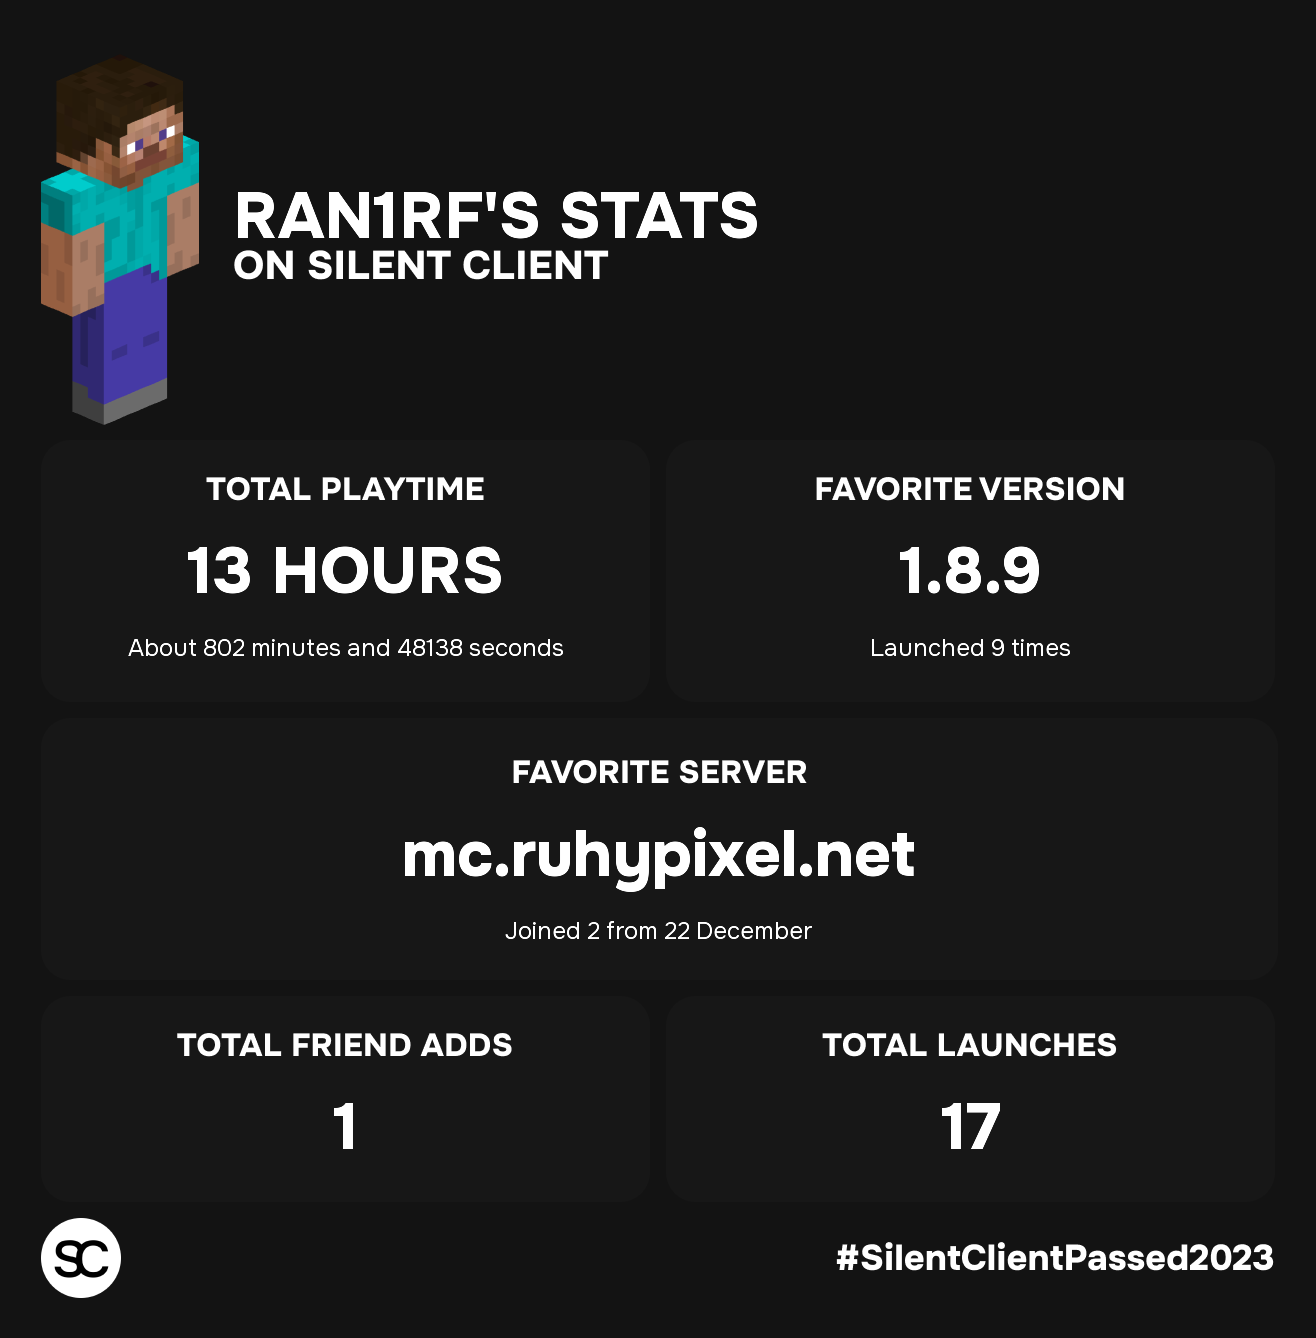 RAN1RF'S STATS
ON SILENT CLIENT
TOTAL PLAYTIME
13 HOURS
About 802 minutes and 48138 seconds
FAVORITE VERSION
1.8.9
Launched 9 times
FAVORITE SERVER
mc.ruhypixel.net
Joined 2 from 22 December
TOTAL FRIEND ADDS
1
TOTAL LAUNCHES
17
SC
#SilentClientPassed2023